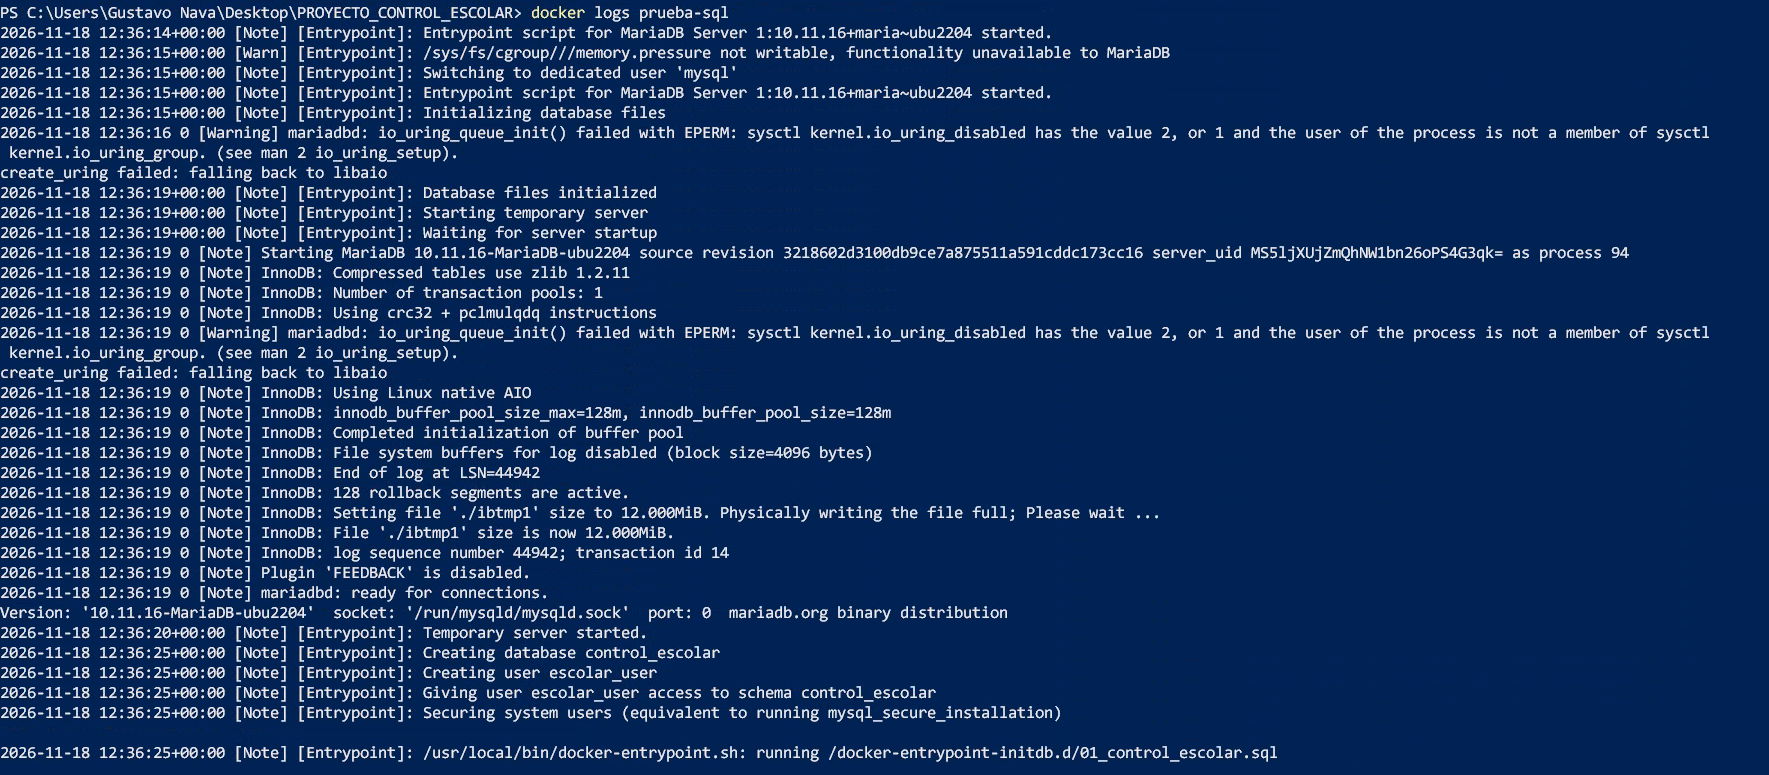 PS C:\Users\Gustavo Nava\Desktop\PROYECTO_CONTROL_ESCOLAR> docker logs prueba-sql
2026-11-18 12:36:14+00:00 [Note] [Entrypoint]: Entrypoint script for MariaDB Server 1:10.11.16+maria~ubu2204 started.
2026-11-18 12:36:15+00:00 [Warn] [Entrypoint]: /sys/fs/cgroup///memory.pressure not writable, functionality unavailable to MariaDB
2026-11-18 12:36:15+00:00 [Note] [Entrypoint]: Switching to dedicated user 'mysql'
2026-11-18 12:36:15+00:00 [Note] [Entrypoint]: Entrypoint script for MariaDB Server 1:10.11.16+maria~ubu2204 started.
2026-11-18 12:36:15+00:00 [Note] [Entrypoint]: Initializing database files
2026-11-18 12:36:16 0 [Warning] mariadbd: io_uring_queue_init() failed with EPERM: sysctl kernel.io_uring_disabled has the value 2, or 1 and the user of the process is not a member of sysctl
 kernel.io_uring_group. (see man 2 io_uring_setup).
create_uring failed: falling back to libaio
2026-11-18 12:36:19+00:00 [Note] [Entrypoint]: Database files initialized
2026-11-18 12:36:19+00:00 [Note] [Entrypoint]: Starting temporary server
2026-11-18 12:36:19+00:00 [Note] [Entrypoint]: Waiting for server startup
2026-11-18 12:36:19 0 [Note] Starting MariaDB 10.11.16-MariaDB-ubu2204 source revision 3218602d3100db9ce7a875511a591cddc173cc16 server_uid MS5ljXUjZmQhNW1bn26oPS4G3qk= as process 94
2026-11-18 12:36:19 0 [Note] InnoDB: Compressed tables use zlib 1.2.11
2026-11-18 12:36:19 0 [Note] InnoDB: Number of transaction pools: 1
2026-11-18 12:36:19 0 [Note] InnoDB: Using crc32 + pclmulqdq instructions
2026-11-18 12:36:19 0 [Warning] mariadbd: io_uring_queue_init() failed with EPERM: sysctl kernel.io_uring_disabled has the value 2, or 1 and the user of the process is not a member of sysctl
 kernel.io_uring_group. (see man 2 io_uring_setup).
create_uring failed: falling back to libaio
2026-11-18 12:36:19 0 [Note] InnoDB: Using Linux native AIO
2026-11-18 12:36:19 0 [Note] InnoDB: innodb_buffer_pool_size_max=128m, innodb_buffer_pool_size=128m
2026-11-18 12:36:19 0 [Note] InnoDB: Completed initialization of buffer pool
2026-11-18 12:36:19 0 [Note] InnoDB: File system buffers for log disabled (block size=4096 bytes)
2026-11-18 12:36:19 0 [Note] InnoDB: End of log at LSN=44942
2026-11-18 12:36:19 0 [Note] InnoDB: 128 rollback segments are active.
2026-11-18 12:36:19 0 [Note] InnoDB: Setting file './ibtmp1' size to 12.000MiB. Physically writing the file full; Please wait ...
2026-11-18 12:36:19 0 [Note] InnoDB: File './ibtmp1' size is now 12.000MiB.
2026-11-18 12:36:19 0 [Note] InnoDB: log sequence number 44942; transaction id 14
2026-11-18 12:36:19 0 [Note] Plugin 'FEEDBACK' is disabled.
2026-11-18 12:36:19 0 [Note] mariadbd: ready for connections.
Version: '10.11.16-MariaDB-ubu2204'  socket: '/run/mysqld/mysqld.sock'  port: 0  mariadb.org binary distribution
2026-11-18 12:36:20+00:00 [Note] [Entrypoint]: Temporary server started.
2026-11-18 12:36:25+00:00 [Note] [Entrypoint]: Creating database control_escolar
2026-11-18 12:36:25+00:00 [Note] [Entrypoint]: Creating user escolar_user
2026-11-18 12:36:25+00:00 [Note] [Entrypoint]: Giving user escolar_user access to schema control_escolar
2026-11-18 12:36:25+00:00 [Note] [Entrypoint]: Securing system users (equivalent to running mysql_secure_installation)
2026-11-18 12:36:25+00:00 [Note] [Entrypoint]: /usr/local/bin/docker-entrypoint.sh: running /docker-entrypoint-initdb.d/01_control_escolar.sql